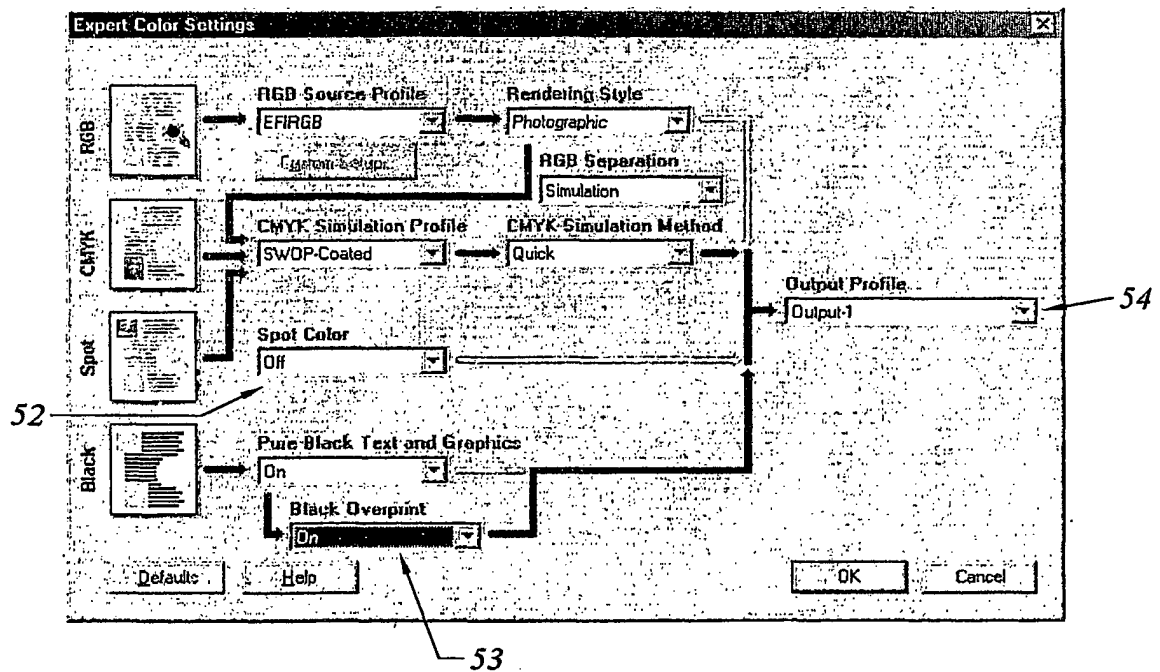 Expert Color Settings
RGB
RGB Source Profile
EFIRGB
Rendering Style
Photographic
Custom Setup...
RGB Separation
Simulation
CMYK
CMYK Simulation Profile
SWOP-Coated
CMYK Simulation Method
Quick
Output Profile
Output-1
54
Spot
Spot Color
Off
52
Black
Pure Black Text and Graphics
On
Black Overprint
On
Defaults
Help
OK
Cancel
53